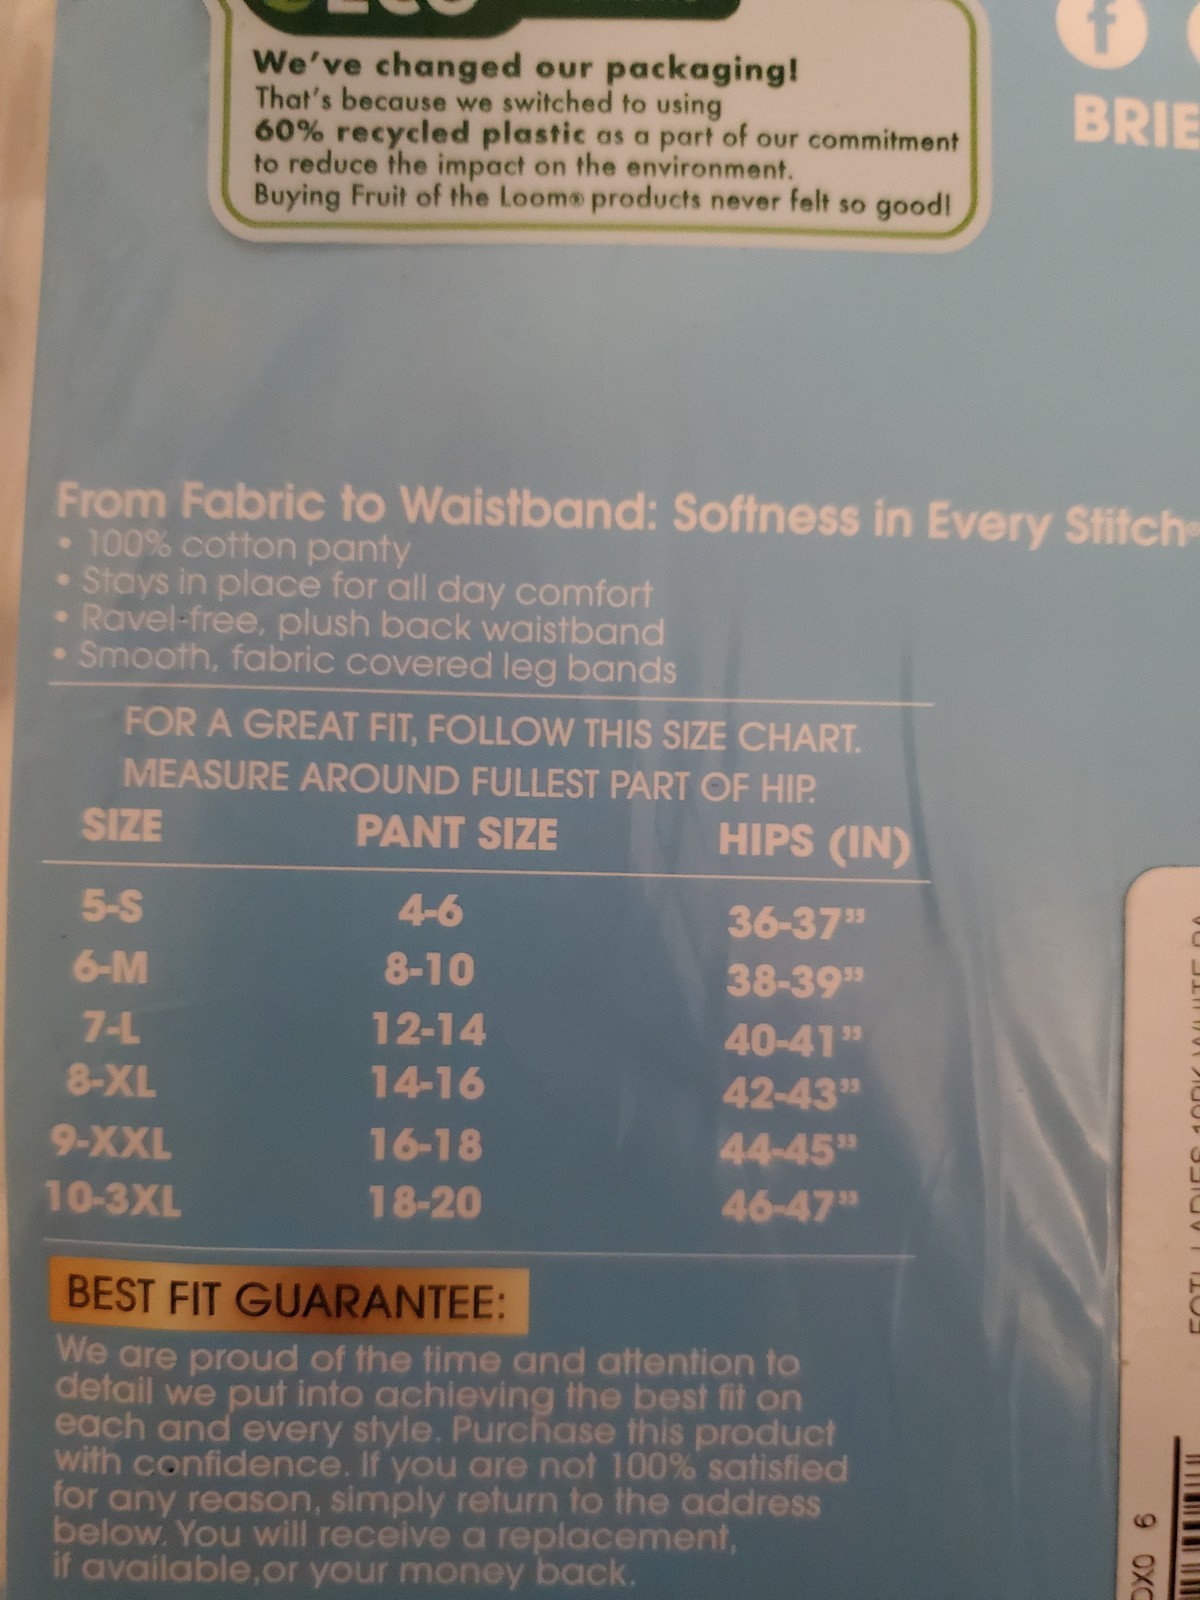 ECO
We've changed our packaging!
That's because we switched to using
60% recycled plastic as a part of our commitment
to reduce the impact on the environment.
Buying Fruit of the Loom® products never felt so good!
f
BRIE
From Fabric to Waistband: Softness in Every Stitch®
• 100% cotton panty
• Stays in place for all day comfort
• Ravel-free, plush back waistband
• Smooth, fabric covered leg bands
FOR A GREAT FIT, FOLLOW THIS SIZE CHART.
MEASURE AROUND FULLEST PART OF HIP.
SIZE PANT SIZE HIPS (IN)
5-S 4-6 36-37”
6-M 8-10 38-39”
7-L 12-14 40-41”
8-XL 14-16 42-43”
9-XXL 16-18 44-45”
10-3XL 18-20 46-47”
BEST FIT GUARANTEE:
We are proud of the time and attention to
detail we put into achieving the best fit on
each and every style. Purchase this product
with confidence. If you are not 100% satisfied
for any reason, simply return to the address
below. You will receive a replacement,
if available,or your money back.
6